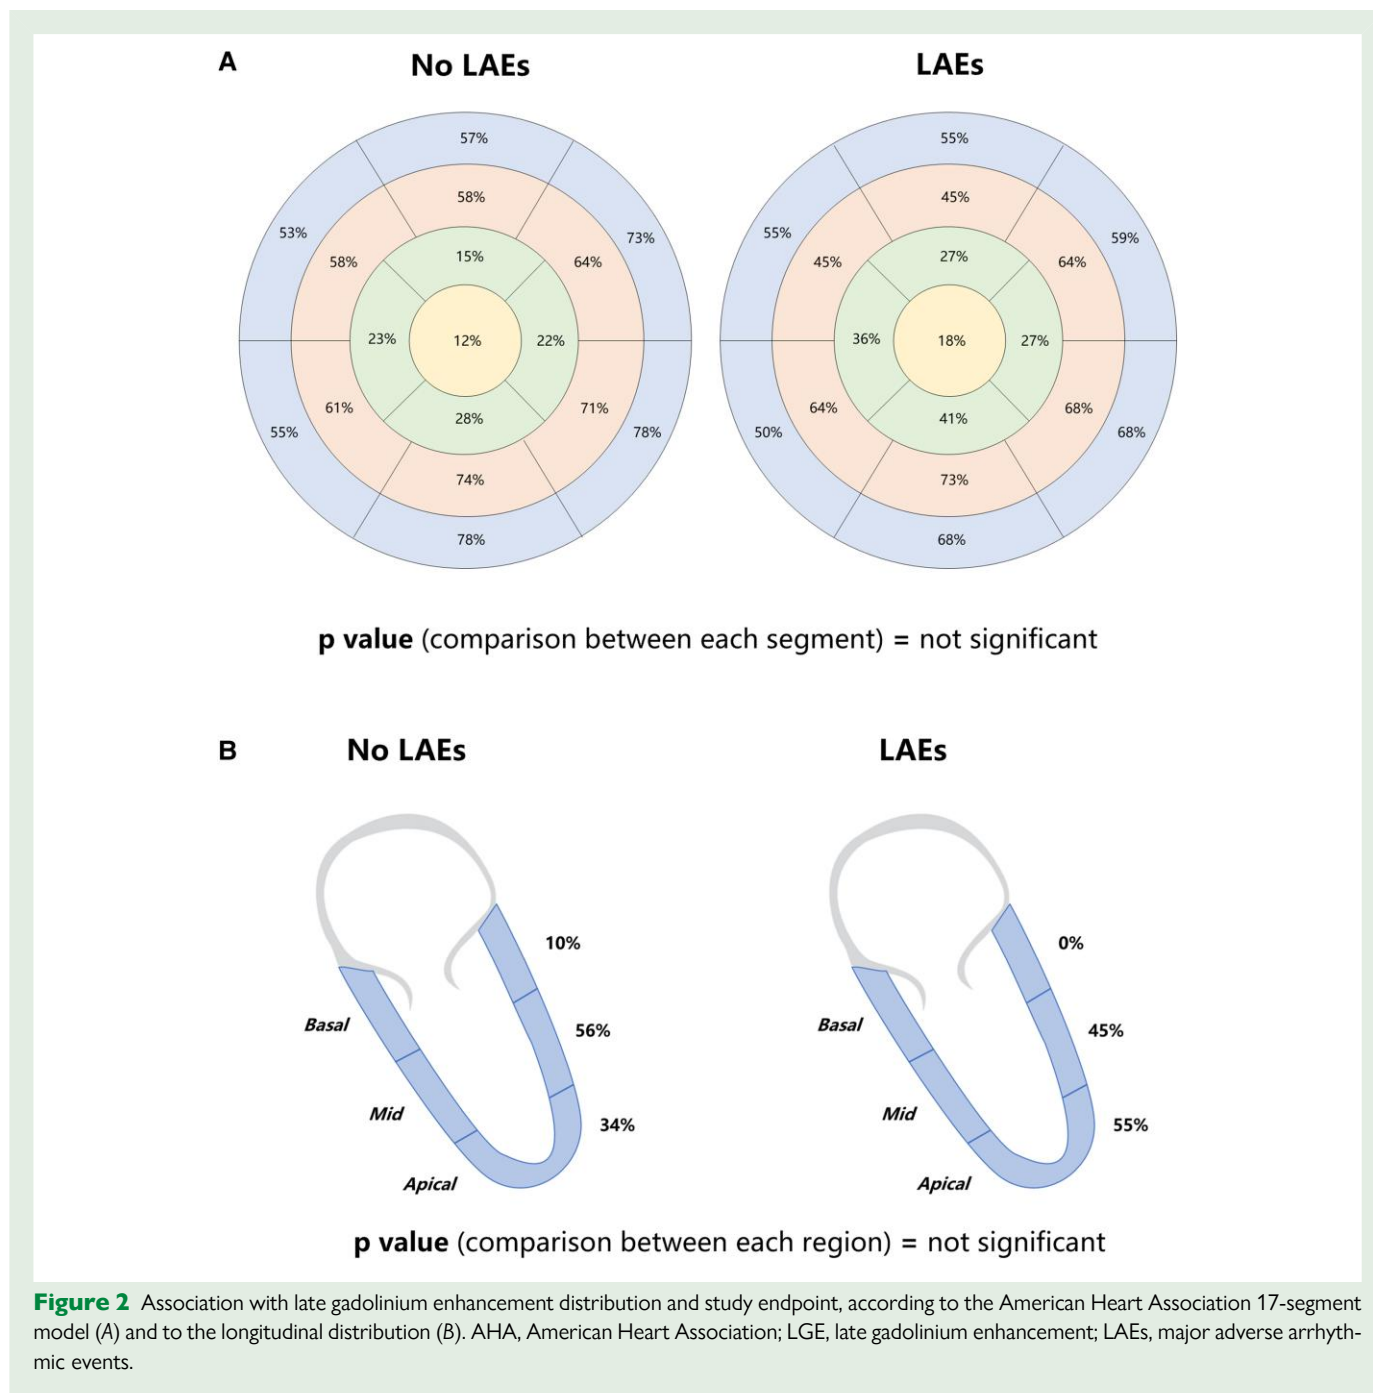 A
No LAEs
LAEs
57%
55%
58%
45%
53%
73%
55%
59%
15%
27%
58%
64%
45%
64%
23%
12%
22%
36%
18%
27%
61%
71%
64%
68%
28%
41%
55%
78%
50%
68%
74%
73%
78%
68%
p value (comparison between each segment) = not significant
B
No LAEs
LAEs
10%
0%
Basal
56%
Basal
45%
Mid
34%
Mid
55%
Apical
Apical
p value (comparison between each region) = not significant
Figure 2 Association with late gadolinium enhancement distribution and study endpoint, according to the American Heart Association 17-segment
model (A) and to the longitudinal distribution (B). AHA, American Heart Association; LGE, late gadolinium enhancement; LAEs, major adverse arrhyth-
mic events.